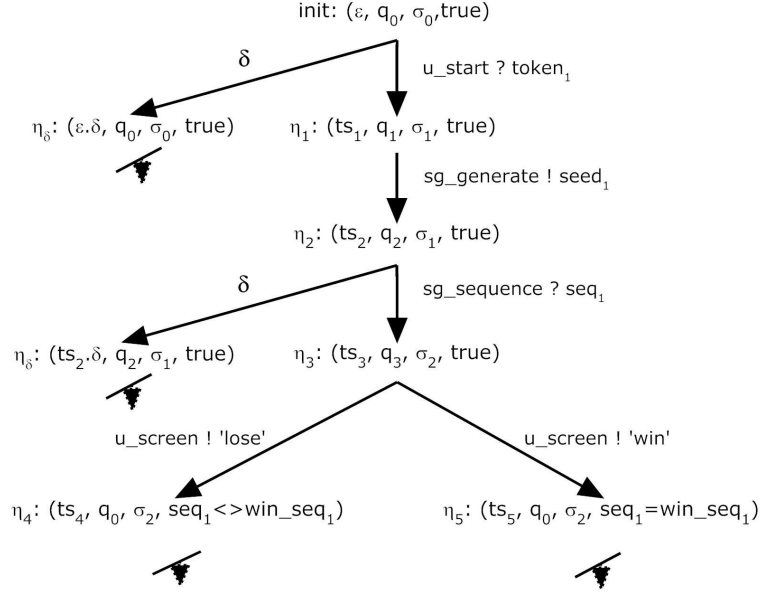 init: (ε, q₀, σ₀,true)
δ
u_start ? token₁
η_δ: (ε.δ, q₀, σ₀, true)
η₁: (ts₁, q₁, σ₁, true)
sg_generate ! seed₁
η₂: (ts₂, q₂, σ₁, true)
δ
sg_sequence ? seq₁
η_δ: (ts₂.δ, q₂, σ₁, true)
η₃: (ts₃, q₃, σ₂, true)
u_screen ! 'lose'
u_screen ! 'win'
η₄: (ts₄, q₀, σ₂, seq₁<>win_seq₁)
η₅: (ts₅, q₀, σ₂, seq₁=win_seq₁)